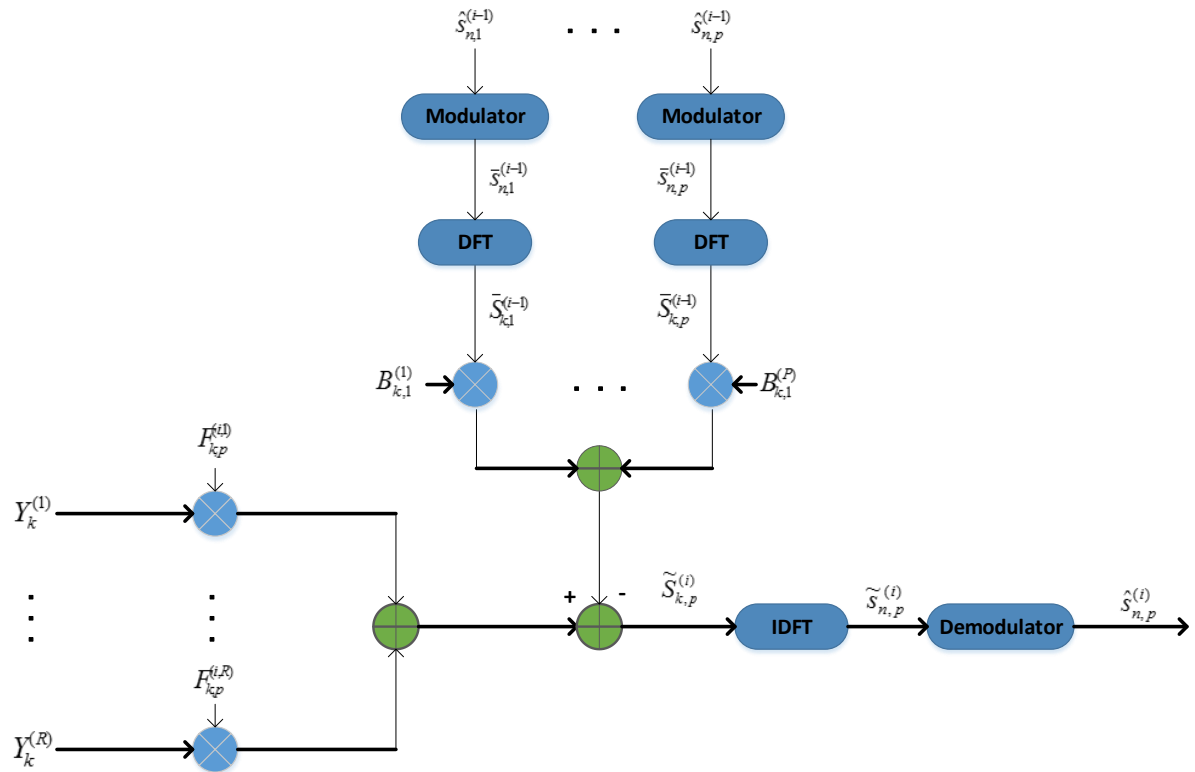 ŝ_{n,1}^{(i-1)} . . . ŝ_{n,p}^{(i-1)}
Modulator Modulator
s̄_{n,1}^{(i-1)} s̄_{n,p}^{(i-1)}
DFT DFT
S̄_{k,1}^{(i-1)} S̄_{k,p}^{(i-1)}
B_{k,1}^{(1)} . . . B_{k,1}^{(P)}
F_{k,p}^{(i,1)}
Y_k^{(1)}
+ - S̃_{k,p}^{(i)} s̃_{n,p}^{(i)} ŝ_{n,p}^{(i)}
IDFT Demodulator
F_{k,p}^{(i,R)}
Y_k^{(R)}